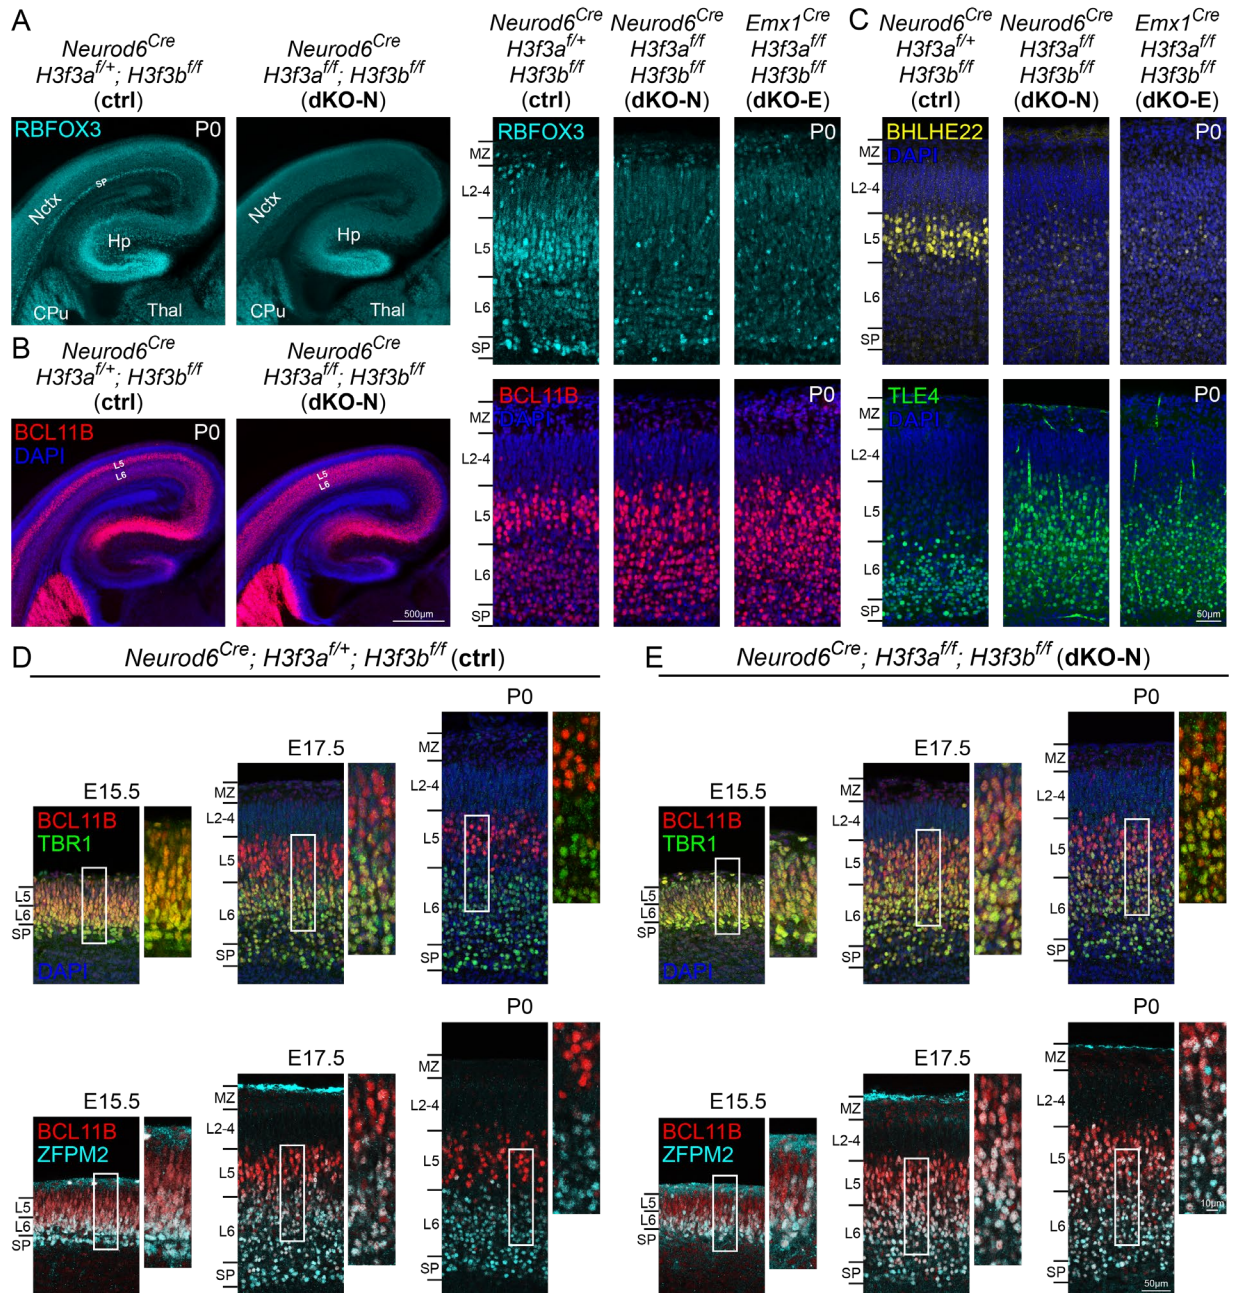 A
Neurod6Cre
H3f3af/+; H3f3bf/f
(ctrl)
Neurod6Cre
H3f3af/f; H3f3bf/f
(dKO-N)
RBFOX3
P0
Nctx
SP
Hp
CPu
Thal
Nctx
Hp
CPu
Thal
Neurod6Cre
H3f3af/+
H3f3bf/f
(ctrl)
Neurod6Cre
H3f3af/f
H3f3bf/f
(dKO-N)
Emx1Cre
H3f3af/f
H3f3bf/f
(dKO-E)
RBFOX3
P0
MZ
L2-4
L5
L6
SP
B
Neurod6Cre
H3f3af/+; H3f3bf/f
(ctrl)
Neurod6Cre
H3f3af/f; H3f3bf/f
(dKO-N)
BCL11B
DAPI
P0
L5
L6
L5
L6
500µm
BCL11B
DAPI
P0
MZ
L2-4
L5
L6
SP
C
Neurod6Cre
H3f3af/+
H3f3bf/f
(ctrl)
Neurod6Cre
H3f3af/f
H3f3bf/f
(dKO-N)
Emx1Cre
H3f3af/f
H3f3bf/f
(dKO-E)
BHLHE22
DAPI
P0
MZ
L2-4
L5
L6
SP
TLE4
DAPI
P0
MZ
L2-4
L5
L6
SP
50µm
D
Neurod6Cre; H3f3af/+; H3f3bf/f (ctrl)
E15.5
BCL11B
TBR1
DAPI
L5
L6
SP
E17.5
MZ
L2-4
L5
L6
SP
P0
MZ
L2-4
L5
L6
SP
E15.5
BCL11B
ZFPM2
L5
L6
SP
E17.5
MZ
L2-4
L5
L6
SP
P0
MZ
L2-4
L5
L6
SP
E
Neurod6Cre; H3f3af/f; H3f3bf/f (dKO-N)
E15.5
BCL11B
TBR1
DAPI
L5
L6
SP
E17.5
MZ
L2-4
L5
L6
SP
P0
MZ
L2-4
L5
L6
SP
E15.5
BCL11B
ZFPM2
L5
L6
SP
E17.5
MZ
L2-4
L5
L6
SP
P0
MZ
L2-4
L5
L6
SP
10µm
50µm